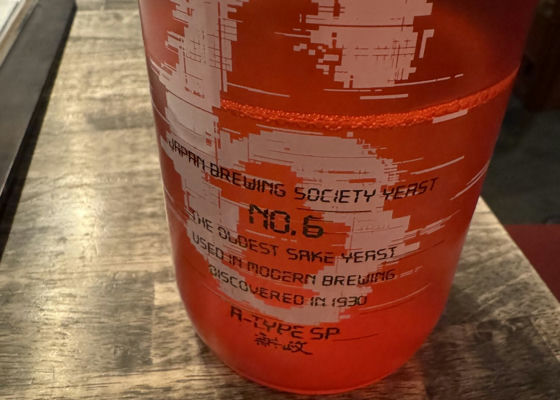 JAPAN BREWING SOCIETY YEAST
NO.6
THE OLDEST SAKE YEAST
USED IN MODERN BREWING
DISCOVERED IN 1930
A-TYPE SP
新政